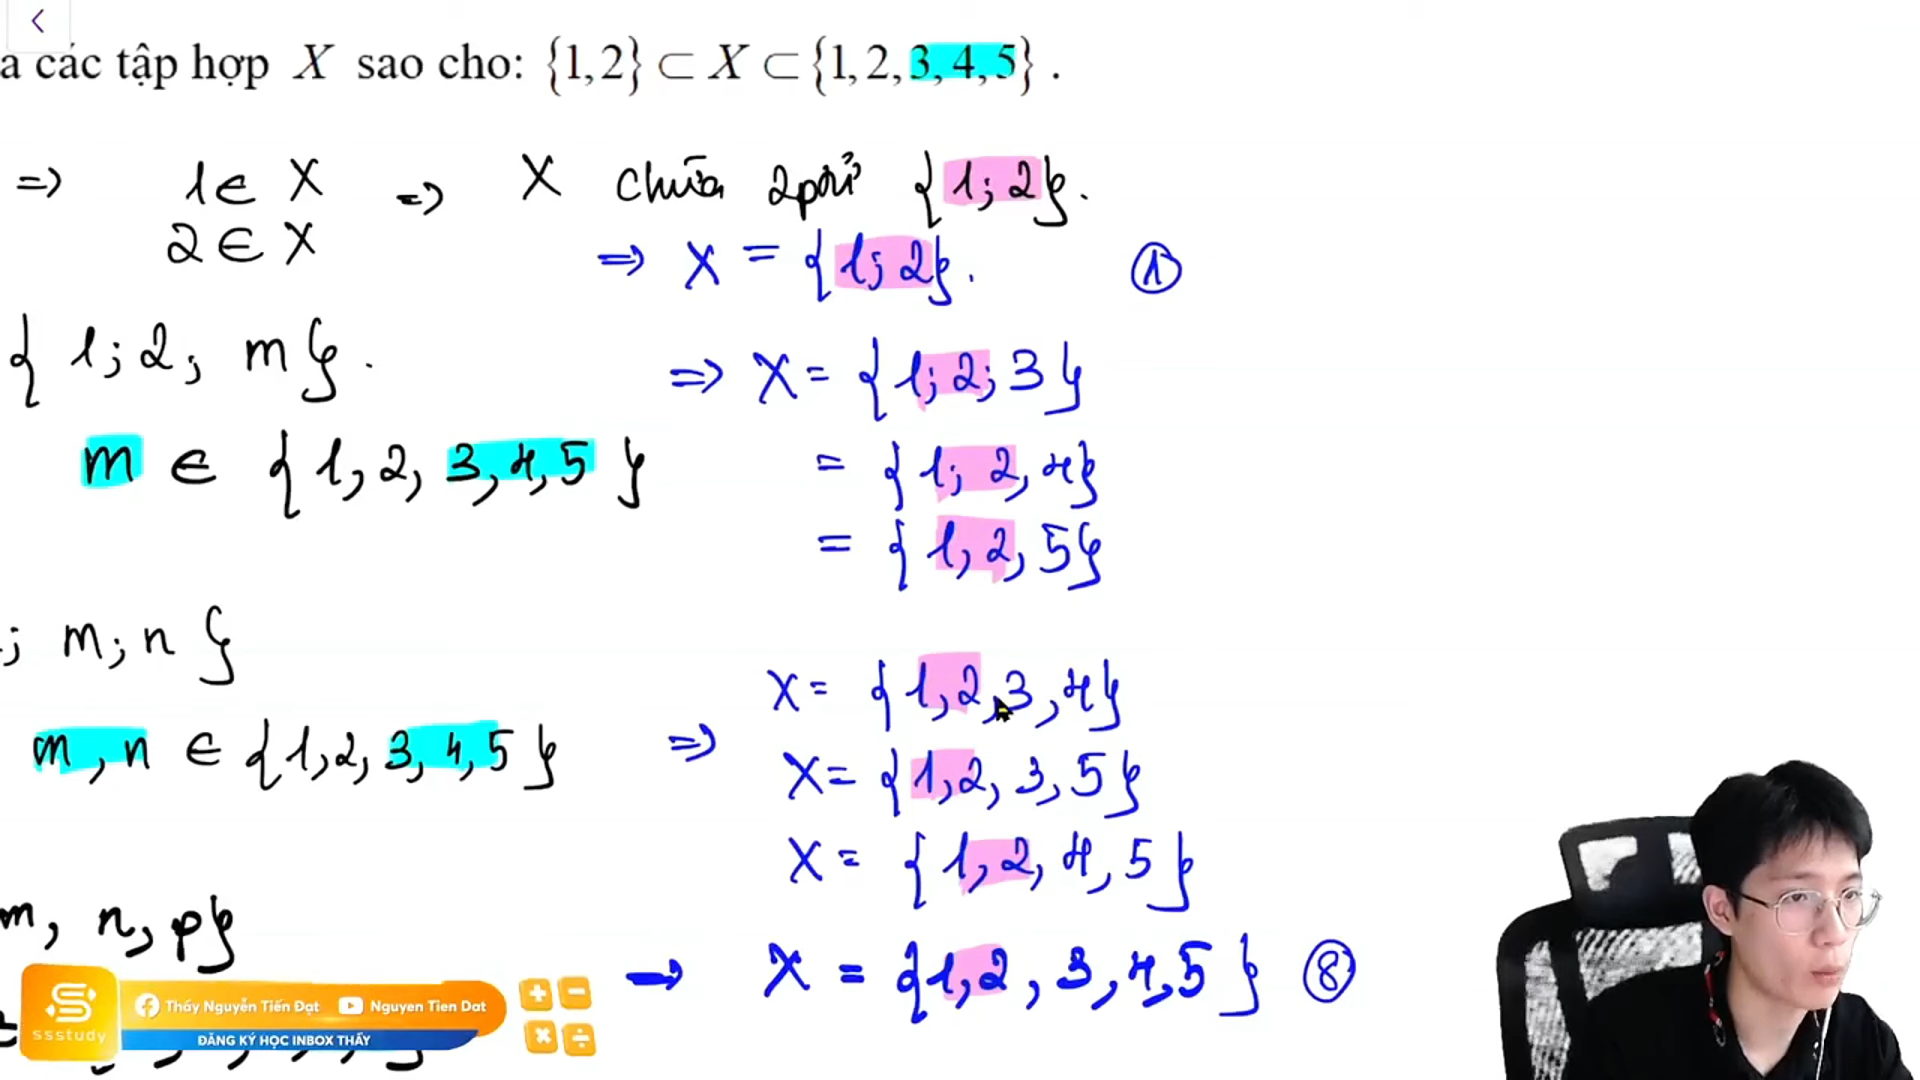 a các tập hợp X sao cho: {1,2} ⊂ X ⊂ {1,2,3,4,5} .
=> 1 ∈ X => X chứa 2 ptử {1; 2}.
2 ∈ X
=> X = {1; 2}. ①
{ 1; 2; m}.
=> X = {1; 2; 3}
m ∈ {1, 2, 3, 4, 5 }
= {1; 2, 4}
= {1, 2, 5}
; m; n }
X = {1, 2, 3, 4}
m, n ∈ {1, 2, 3, 4, 5 }
=>
X = {1, 2, 3, 5}
X = {1, 2, 4, 5}
m, n, p}
→ X = {1, 2, 3, 4, 5 } ⑧
ssstudy
Thầy Nguyễn Tiến Đạt
Nguyen Tien Dat
ĐĂNG KÝ HỌC INBOX THẦY